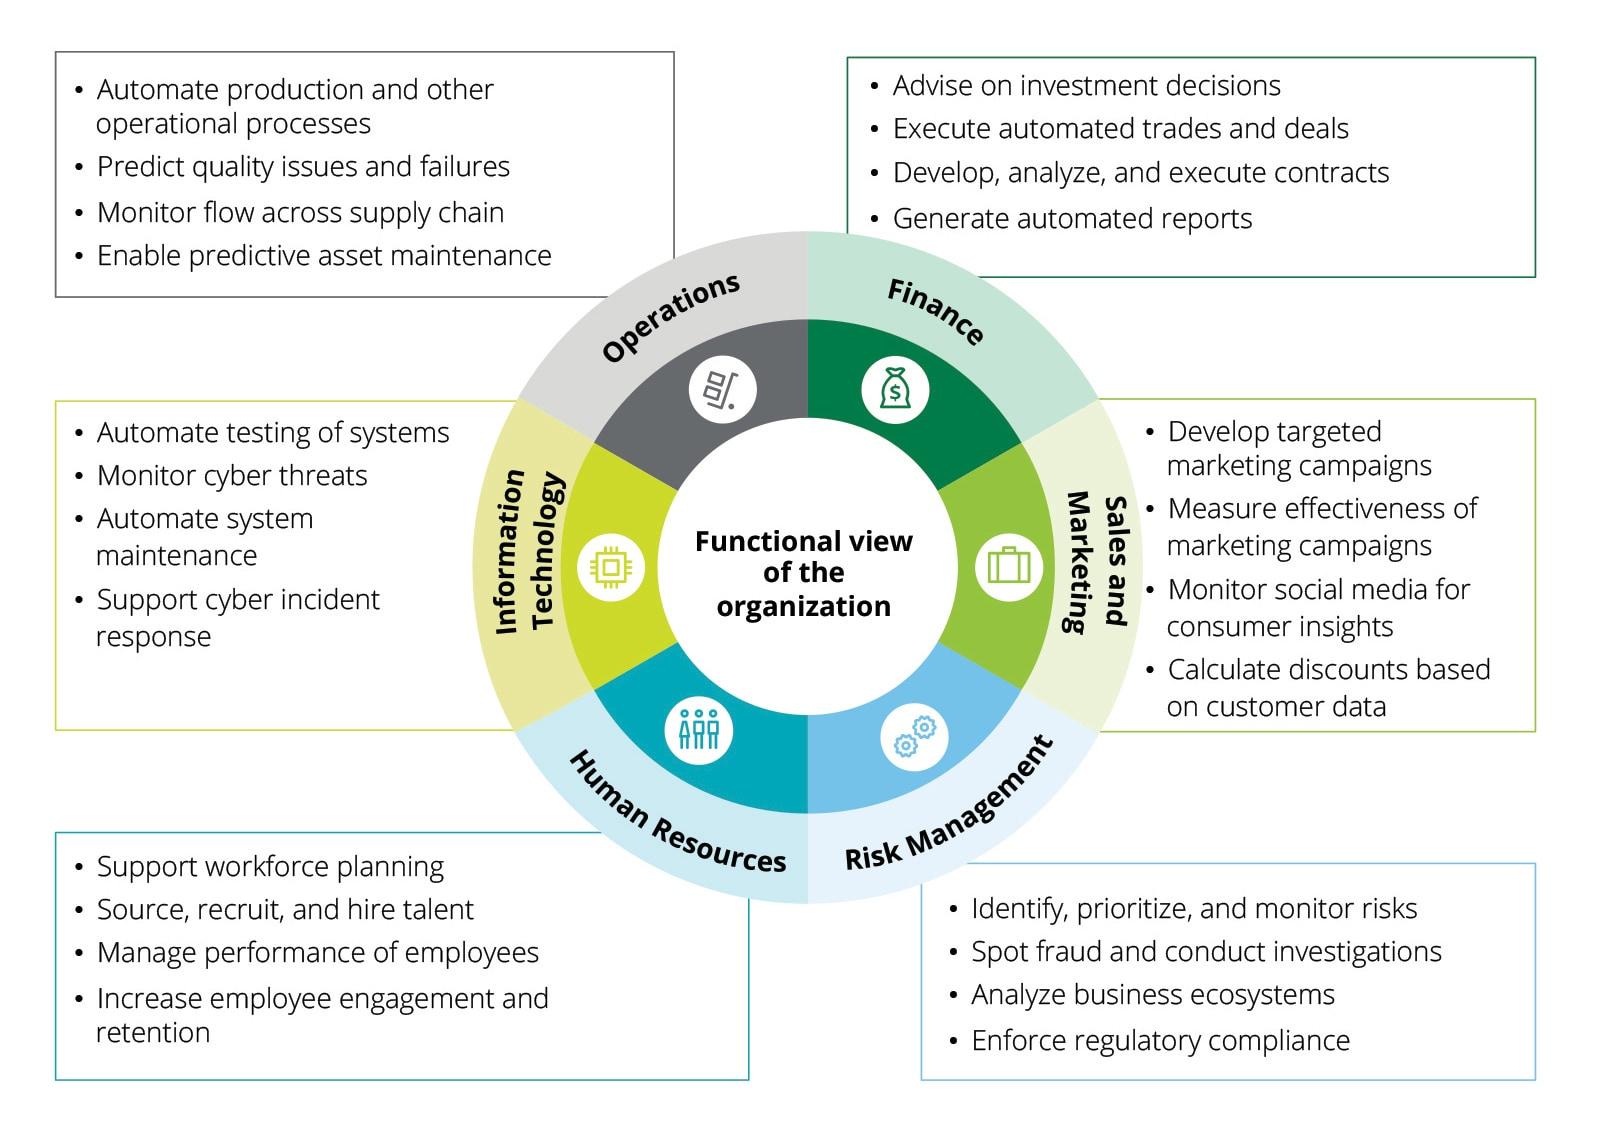 • Automate production and other
operational processes
• Predict quality issues and failures
• Monitor flow across supply chain
• Enable predictive asset maintenance
• Advise on investment decisions
• Execute automated trades and deals
• Develop, analyze, and execute contracts
• Generate automated reports
Operations
Finance
• Automate testing of systems
• Monitor cyber threats
• Automate system
maintenance
• Support cyber incident
response
Information
Technology
$
Functional view
of the
organization
Sales and
Marketing
• Develop targeted
marketing campaigns
• Measure effectiveness of
marketing campaigns
• Monitor social media for
consumer insights
• Calculate discounts based
on customer data
Human Resources
Risk Management
• Support workforce planning
• Source, recruit, and hire talent
• Manage performance of employees
• Increase employee engagement and
retention
• Identify, prioritize, and monitor risks
• Spot fraud and conduct investigations
• Analyze business ecosystems
• Enforce regulatory compliance